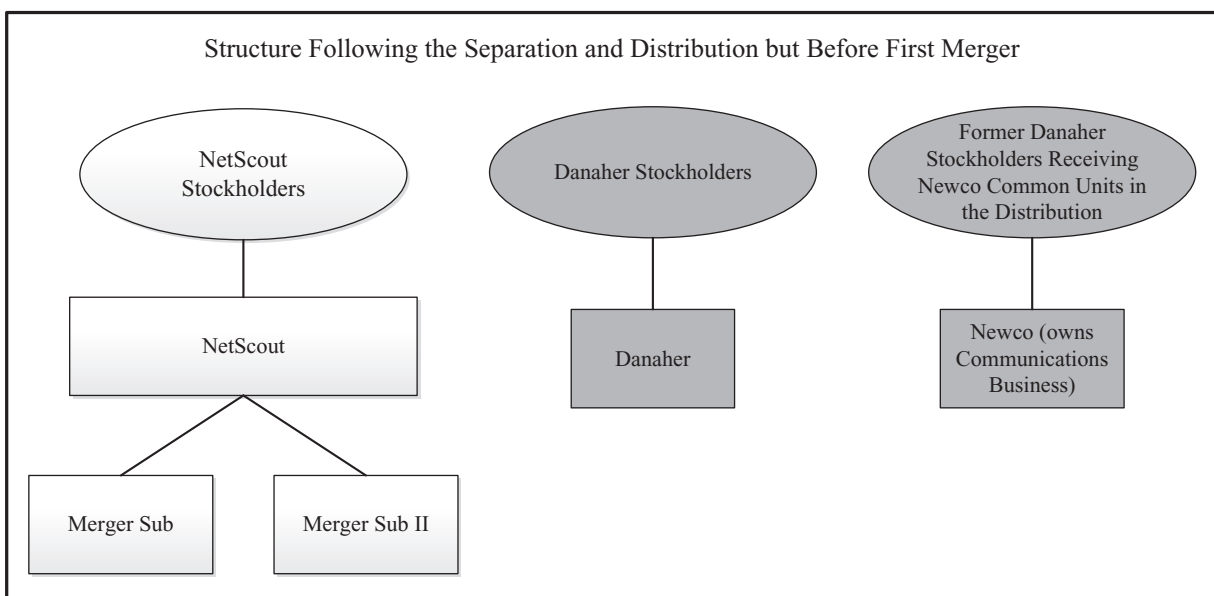 Structure Following the Separation and Distribution but Before First Merger
NetScout
Stockholders
Danaher Stockholders
Former Danaher
Stockholders Receiving
Newco Common Units in
the Distribution
NetScout
Danaher
Newco (owns
Communications
Business)
Merger Sub
Merger Sub II